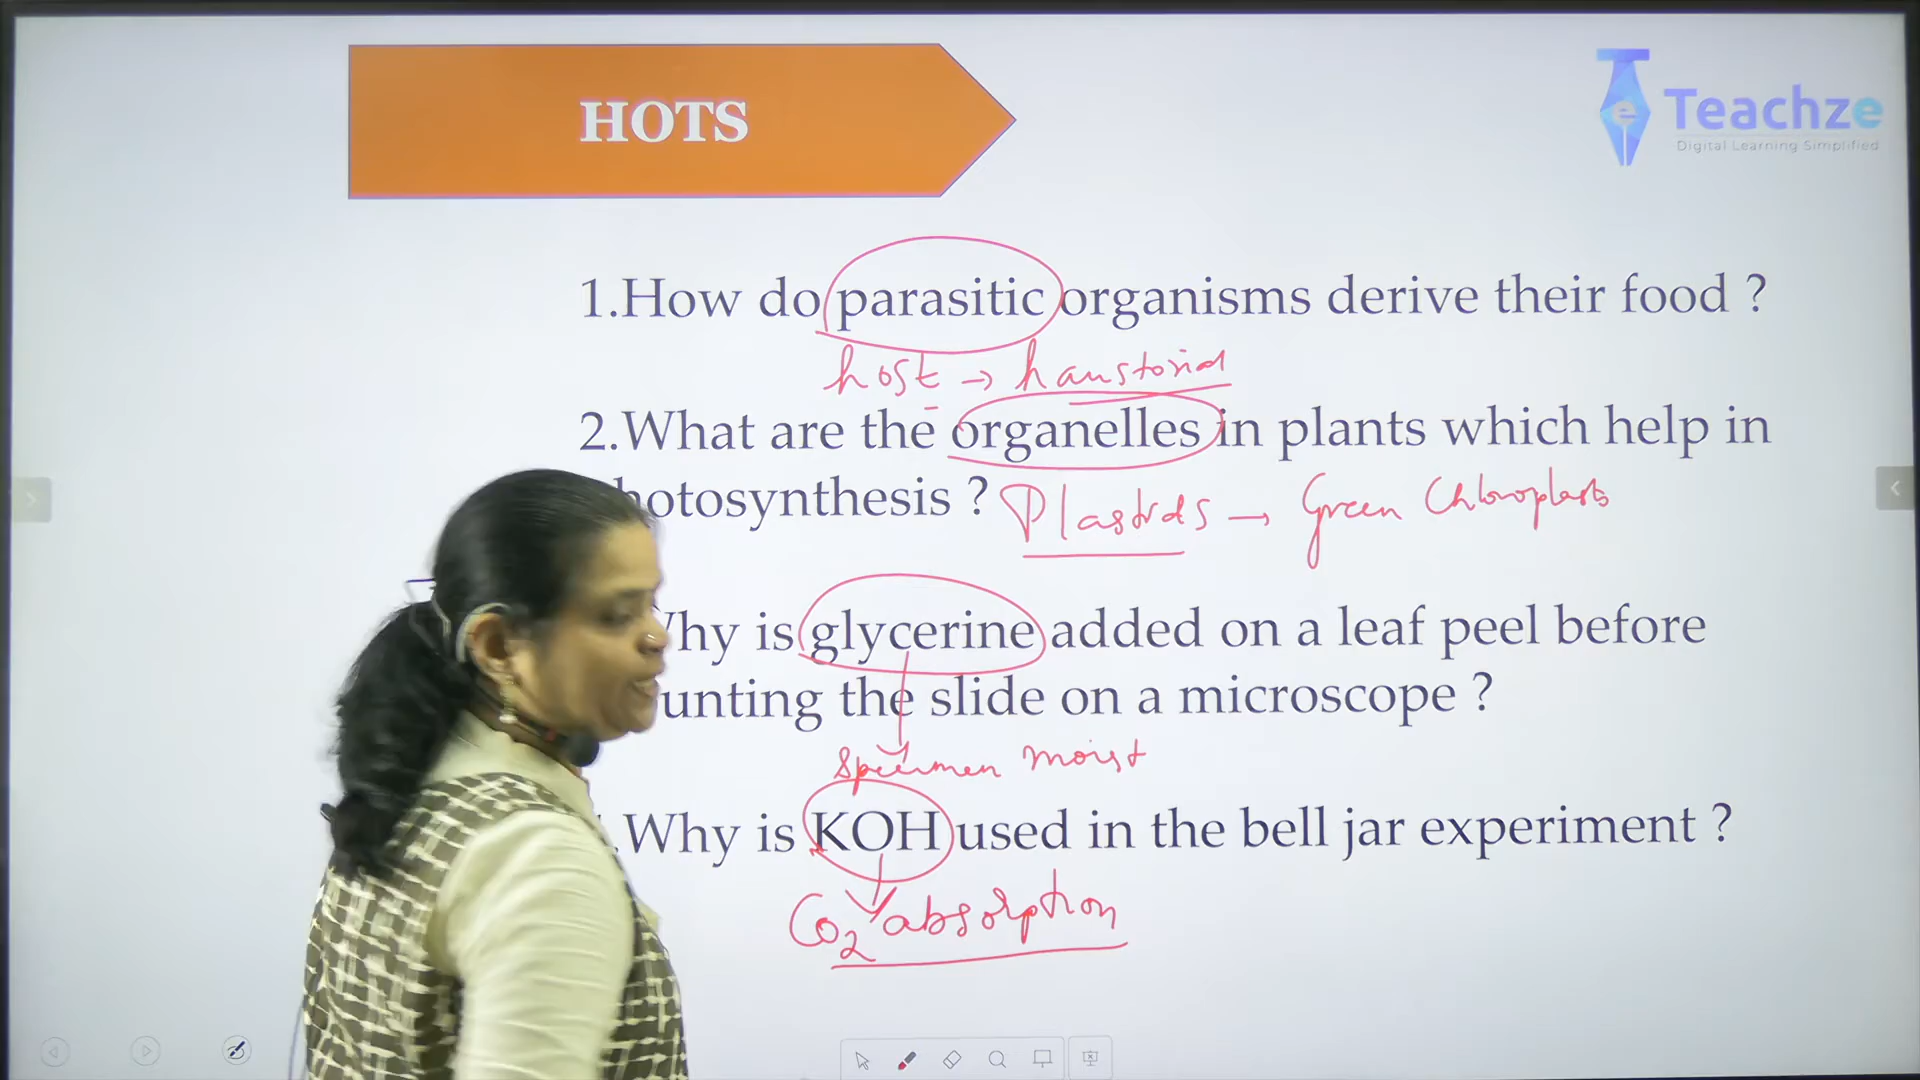 HOTS
e
Teachze
Digital Learning Simplified
1.How do parasitic organisms derive their food ?
host → haustorial
2.What are the organelles in plants which help in
hotosynthesis ? Plastids → Green Chloroplasts
hy is glycerine added on a leaf peel before
unting the slide on a microscope ?
specimen moist
.Why is KOH used in the bell jar experiment ?
Co2 absorption